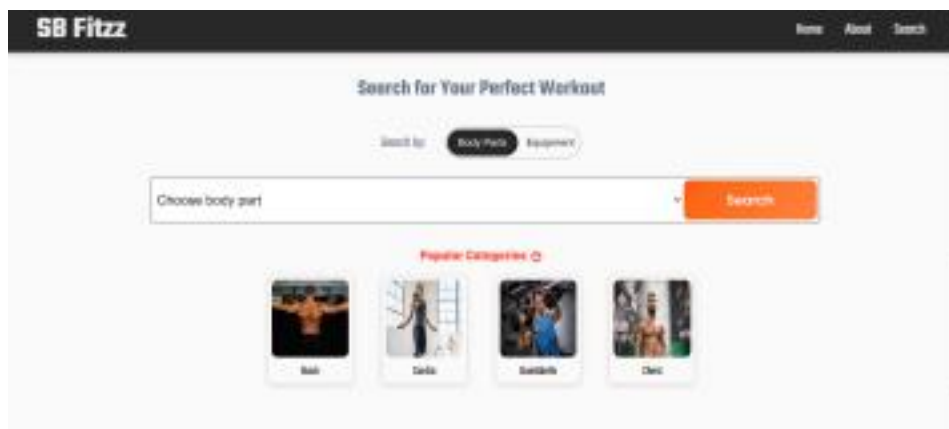 SB Fitzz
Home About Search
Search for Your Perfect Workout
Search by Body Parts Equipment
Choose body part
Search
Popular Categories
Back Cardio Dumbbells Chest